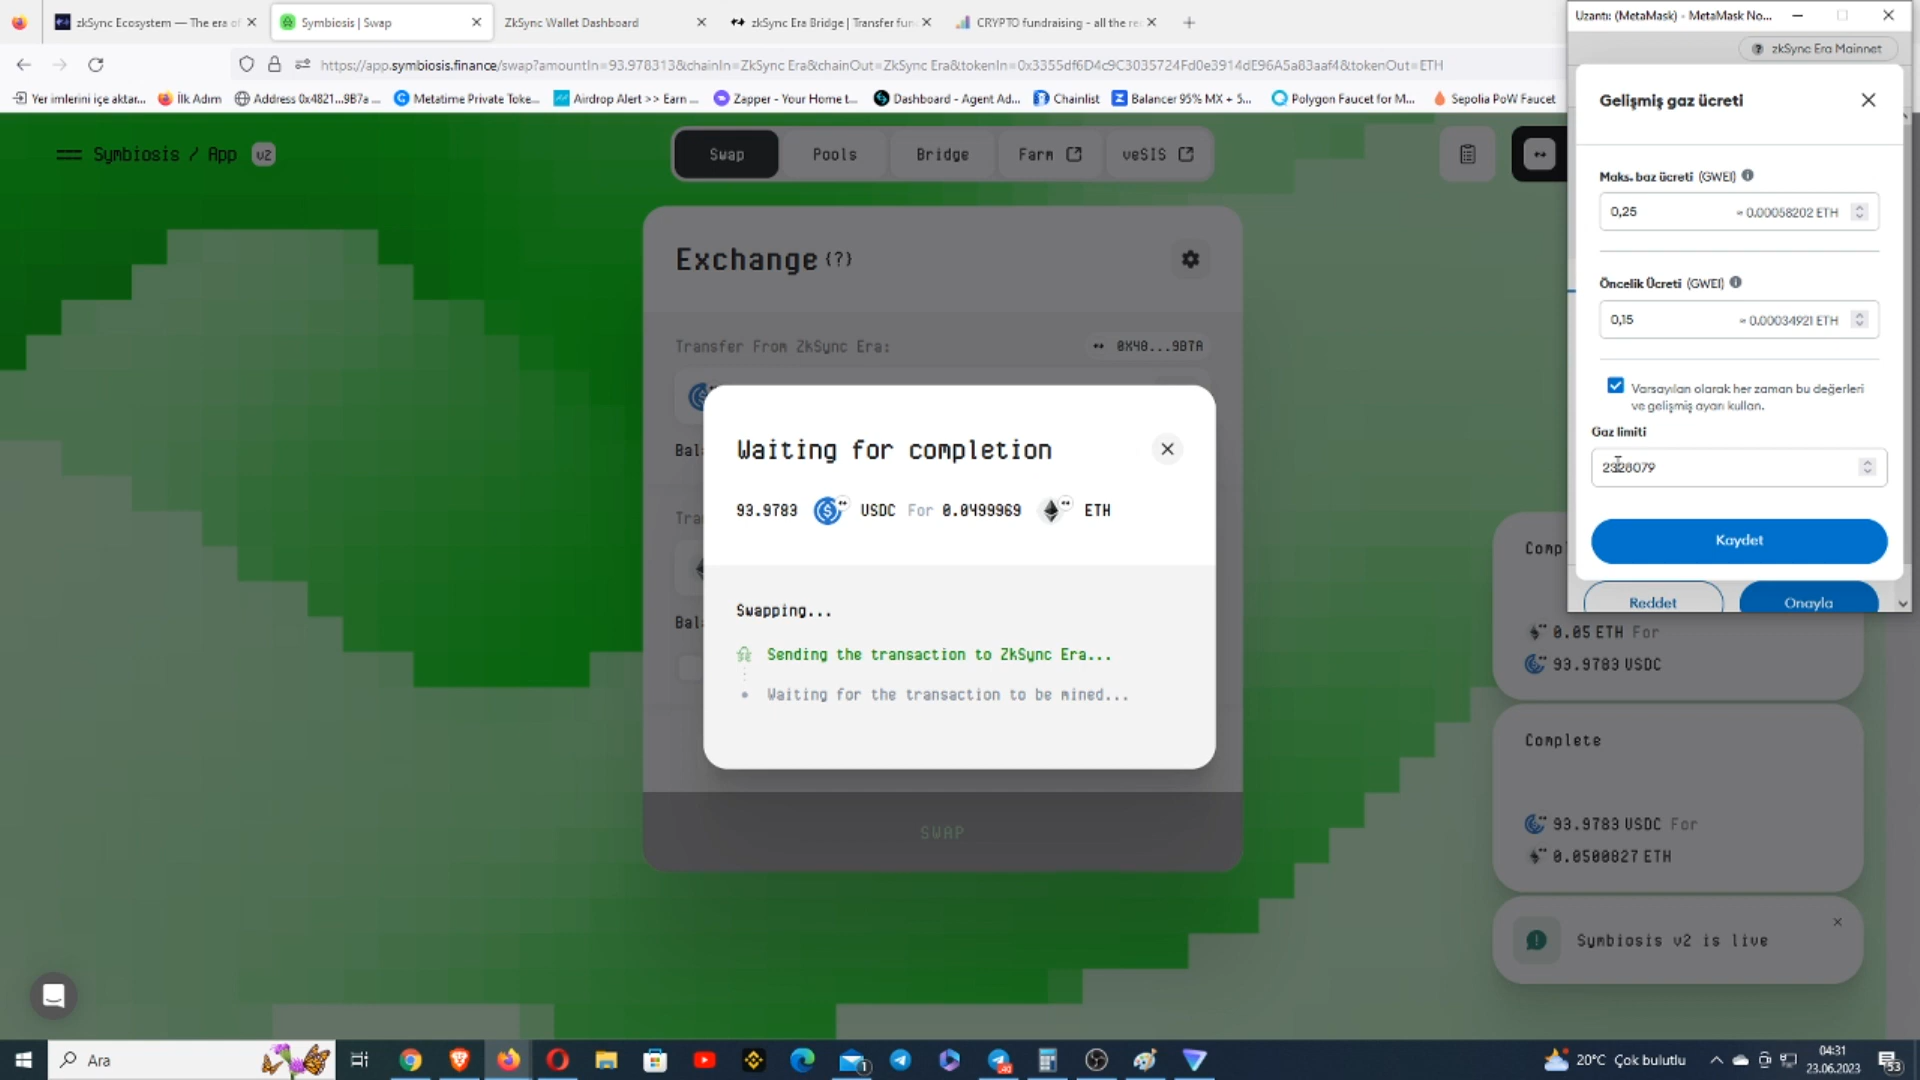 zkSync Ecosystem — The era of
Symbiosis | Swap
ZkSync Wallet Dashboard
zkSync Era Bridge | Transfer fun
CRYPTO fundraising - all the re
Uzantı: (MetaMask) - MetaMask No...
https://app.symbiosis.finance/swap?amountIn=93.978313&chainIn=ZkSync Era&chainOut=ZkSync Era&tokenIn=0x3355df6D4c9C3035724Fd0e3914dE96A5a83aaf4&tokenOut=ETH
zkSync Era Mainnet
Yer imlerini içe aktar...
İlk Adım
Address 0x4821...9B7a ...
Metatime Private Toke...
Airdrop Alert >> Earn ...
Zapper - Your Home t...
Dashboard - Agent Ad...
Chainlist
Balancer 95% MX + 5...
Polygon Faucet for M...
Sepolia PoW Faucet
Gelişmiş gaz ücreti
Symbiosis / App v2
Swap
Pools
Bridge
Farm
veSIS
Maks. baz ücreti (GWEI)
0,25
≈ 0.00058202 ETH
Öncelik Ücreti (GWEI)
0,15
≈ 0.00034921 ETH
Varsayılan olarak her zaman bu değerleri
ve gelişmiş ayarı kullan.
Gaz limiti
2328079
Kaydet
Reddet
Onayla
Exchange (?)
Transfer From ZkSync Era:
0X48...9B7A
Bal
Tra
Bal
Waiting for completion
93.9783 USDC For 0.0499969 ETH
Swapping...
Sending the transaction to ZkSync Era...
Waiting for the transaction to be mined...
SWAP
Comp
0.05 ETH For
93.9783 USDC
Complete
93.9783 USDC For
0.0500827 ETH
Symbiosis v2 is live
Ara
20°C Çok bulutlu
04:31
23.06.2023
53